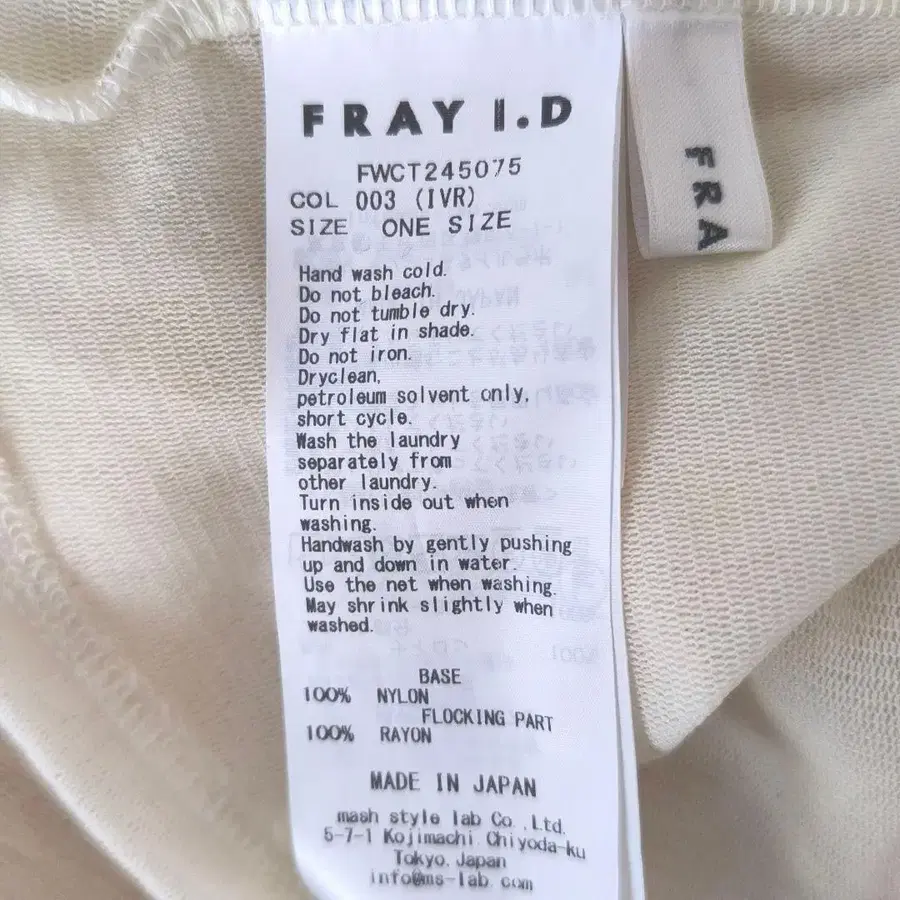 FRAY I.D
FWCT245075
COL 003 (IVR)
SIZE ONE SIZE
Hand wash cold.
Do not bleach.
Do not tumble dry.
Dry flat in shade.
Do not iron.
Dryclean,
petroleum solvent only,
short cycle.
Wash the laundry
separately from
other laundry.
Turn inside out when
washing.
Handwash by gently pushing
up and down in water.
Use the net when washing.
May shrink slightly when
washed.
BASE
100% NYLON
FLOCKING PART
100% RAYON
MADE IN JAPAN
mash style lab Co.,Ltd.
5-7-1 Kojimachi Chiyoda-ku
Tokyo.Japan
info@ms-lab.com
FRA